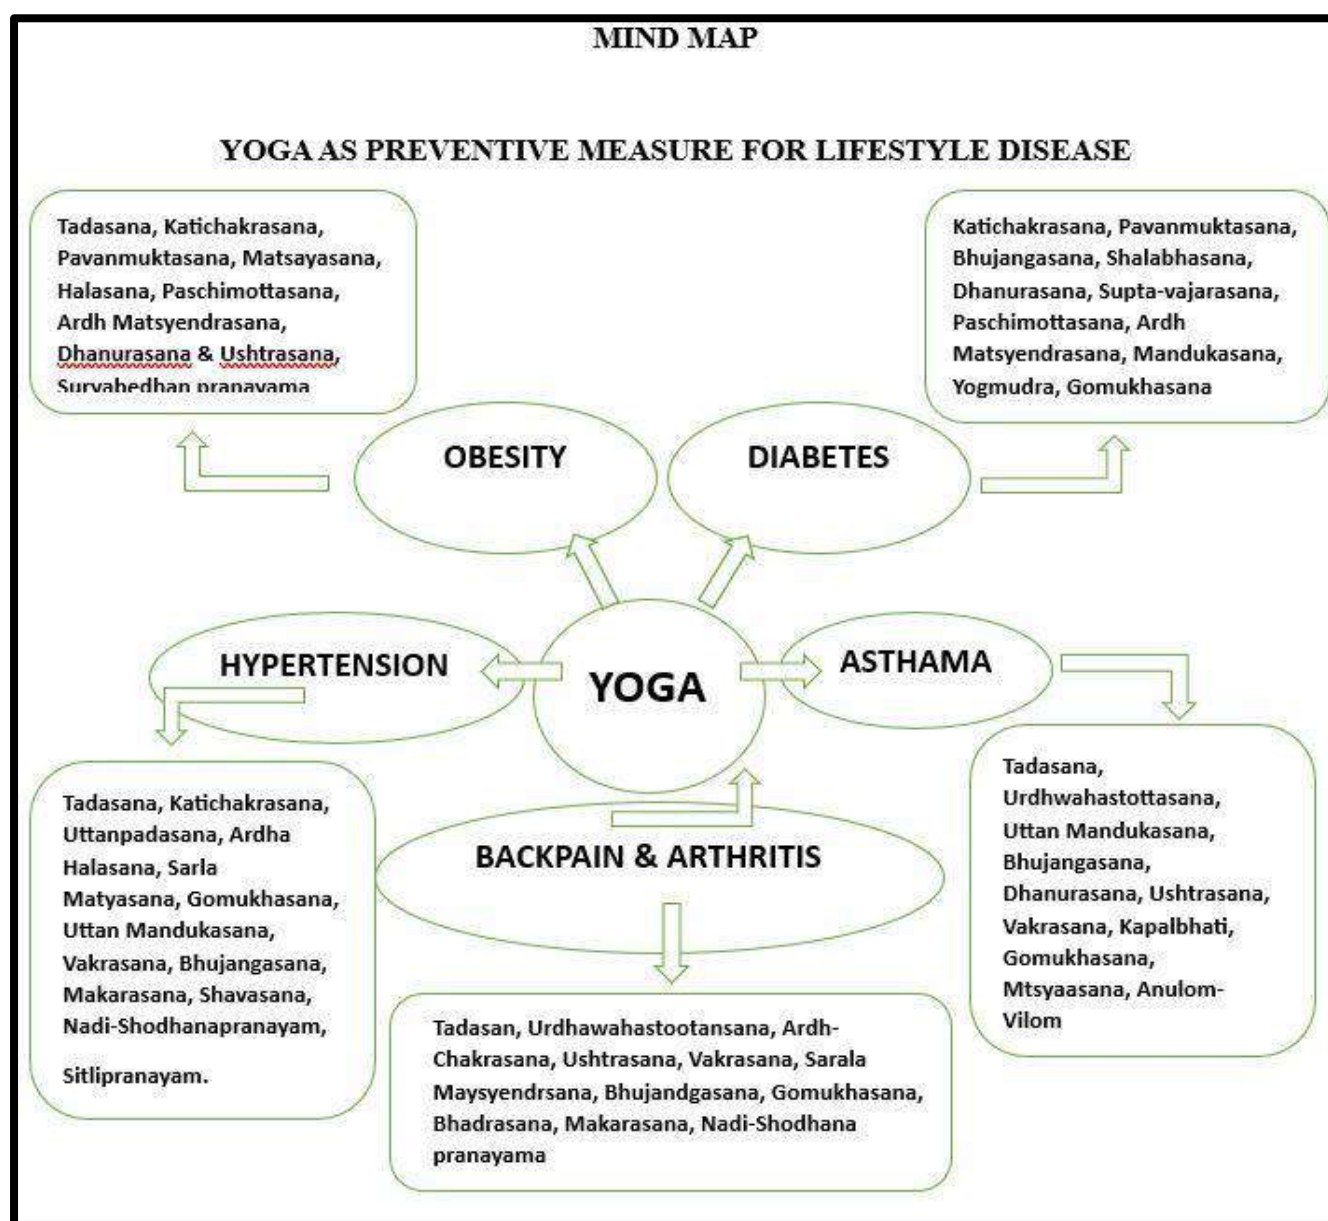 MIND MAP
YOGA AS PREVENTIVE MEASURE FOR LIFESTYLE DISEASE
Tadasana, Katichakrasana,
Pavanmuktasana, Matsayasana,
Halasana, Paschimottasana,
Ardh Matsyendrasana,
Dhanurasana & Ushtrasana,
Suryabedhan pranayama
Katichakrasana, Pavanmuktasana,
Bhujangasana, Shalabhasana,
Dhanurasana, Supta-vajarasana,
Paschimottasana, Ardh
Matsyendrasana, Mandukasana,
Yogmudra, Gomukhasana
OBESITY
DIABETES
HYPERTENSION
YOGA
ASTHAMA
Tadasana, Katichakrasana,
Uttanpadasana, Ardha
Halasana, Sarla
Matyasana, Gomukhasana,
Uttan Mandukasana,
Vakrasana, Bhujangasana,
Makarasana, Shavasana,
Nadi-Shodhanapranayam,
Sitlipranayam.
BACKPAIN & ARTHRITIS
Tadasana,
Urdhwahastottasana,
Uttan Mandukasana,
Bhujangasana,
Dhanurasana, Ushtrasana,
Vakrasana, Kapalbhati,
Gomukhasana,
Mtsyaasana, Anulom-
Vilom
Tadasan, Urdhawahastootansana, Ardh-
Chakrasana, Ushtrasana, Vakrasana, Sarala
Maysyendrsana, Bhujandgasana, Gomukhasana,
Bhadrasana, Makarasana, Nadi-Shodhana
pranayama